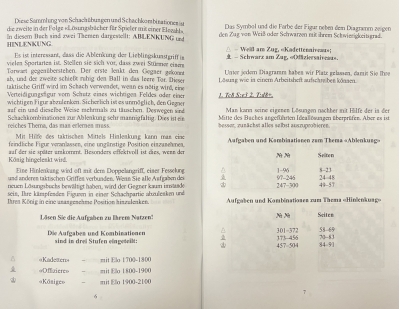 Diese Sammlung von Schachübungen und Schachkombinationen ist
die zweite in der Folge «Lösungsbücher für Spieler mit einer Elozahl».
In diesem Buch sind zwei Themen dargestellt: ABLENKUNG und
HINLENKUNG.
Es ist interessant, dass die Ablenkung der Lieblingskunstgriff in
vielen Sportarten ist. Stellen sie sich vor, dass zwei Stürmer einem
Torwart gegenüberstehen. Der erste lenkt den Gegner gekonnt
ab, und der zweite schießt ruhig den Ball in das leere Tor. Dieser
taktische Griff wird im Schach verwendet, wenn es nötig wird, eine
Verteidigungsfigur vom Schutz eines wichtigen Feldes oder einer
wichtigen Figur abzulenken. Sicherlich ist es unmöglich, den Gegner
auf ein und dieselbe Weise mehrmals zu täuschen. Deswegen sind
Schachkombinationen zur Ablenkung sehr mannigfaltig. Dies ist ein
reiches Thema, das man erlernen muss.
Mit Hilfe des taktischen Mittels Hinlenkung kann man eine
feindliche Figur veranlassen, eine ungünstige Position einzunehmen,
auf der sie später umkommt. Besonders effektvoll ist dies, wenn der
König hingelenkt wird.
Eine Hinlenkung wird oft mit dem Doppelangriff, einer Fesselung
und anderen taktischen Griffen verbunden. Wenn Sie alle Aufgaben des
neuen Lösungsbuch bewältigt haben, wird der Gegner kaum imstande
sein, Ihre kämpfenden Figuren in einer Schachpartie abzulenken und
Ihren König in eine unangenehme Position hinzulenken.
Lösen Sie die Aufgaben zu Ihrem Nutzen!
Die Aufgaben und Kombinationen
sind in drei Stufen eingeteilt:
«Kadetten» – mit Elo 1700-1800
«Offiziere» – mit Elo 1800-1900
«Könige» – mit Elo 1900-2100
6
Das Symbol und die Farbe der Figur neben dem Diagramm zeigen
den Zug von Weiß oder Schwarz mit ihrem Schwierigkeitsgrad.
– Weiß am Zug, «Kadettenniveau»;
– Schwarz am Zug, «Offiziersniveau».
Unter jedem Diagramm haben wir Platz gelassen, damit Sie Ihre
Lösung wie in einem Arbeitsheft aufschreiben können.
Man kann seine eigenen Lösungen nachher mit Hilfe der in der
Mitte des Buches angeführten Ideallösungen überprüfen. Aber es ist
besser, zunächst alles selbst auszuprobieren.
Aufgaben und Kombinationen zum Thema «Ablenkung»
№ № Seiten
1–96 8–23
97–246 24–48
247–300 49–57
Aufgaben und Kombinationen zum Thema «Hinlenkung»
№ № Seiten
301–372 58–69
373–456 70–83
457–504 84–91
7